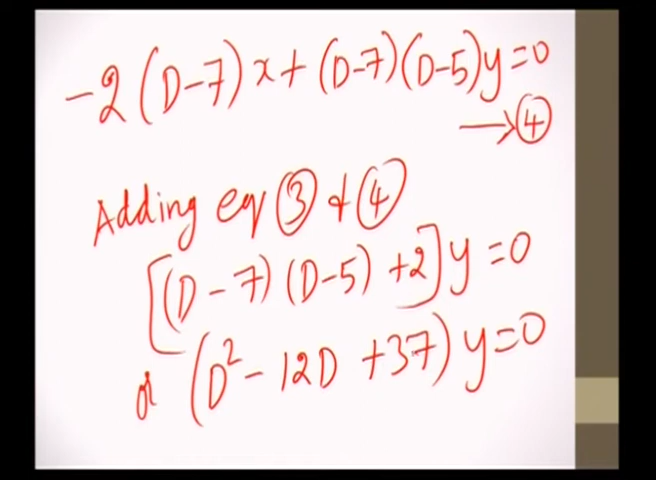 -2(D-7)x+(D-7)(D-5)y=0
→④
Adding eq ③ & ④
[(D-7)(D-5)+2]y=0
or (D²-12D+37)y=0